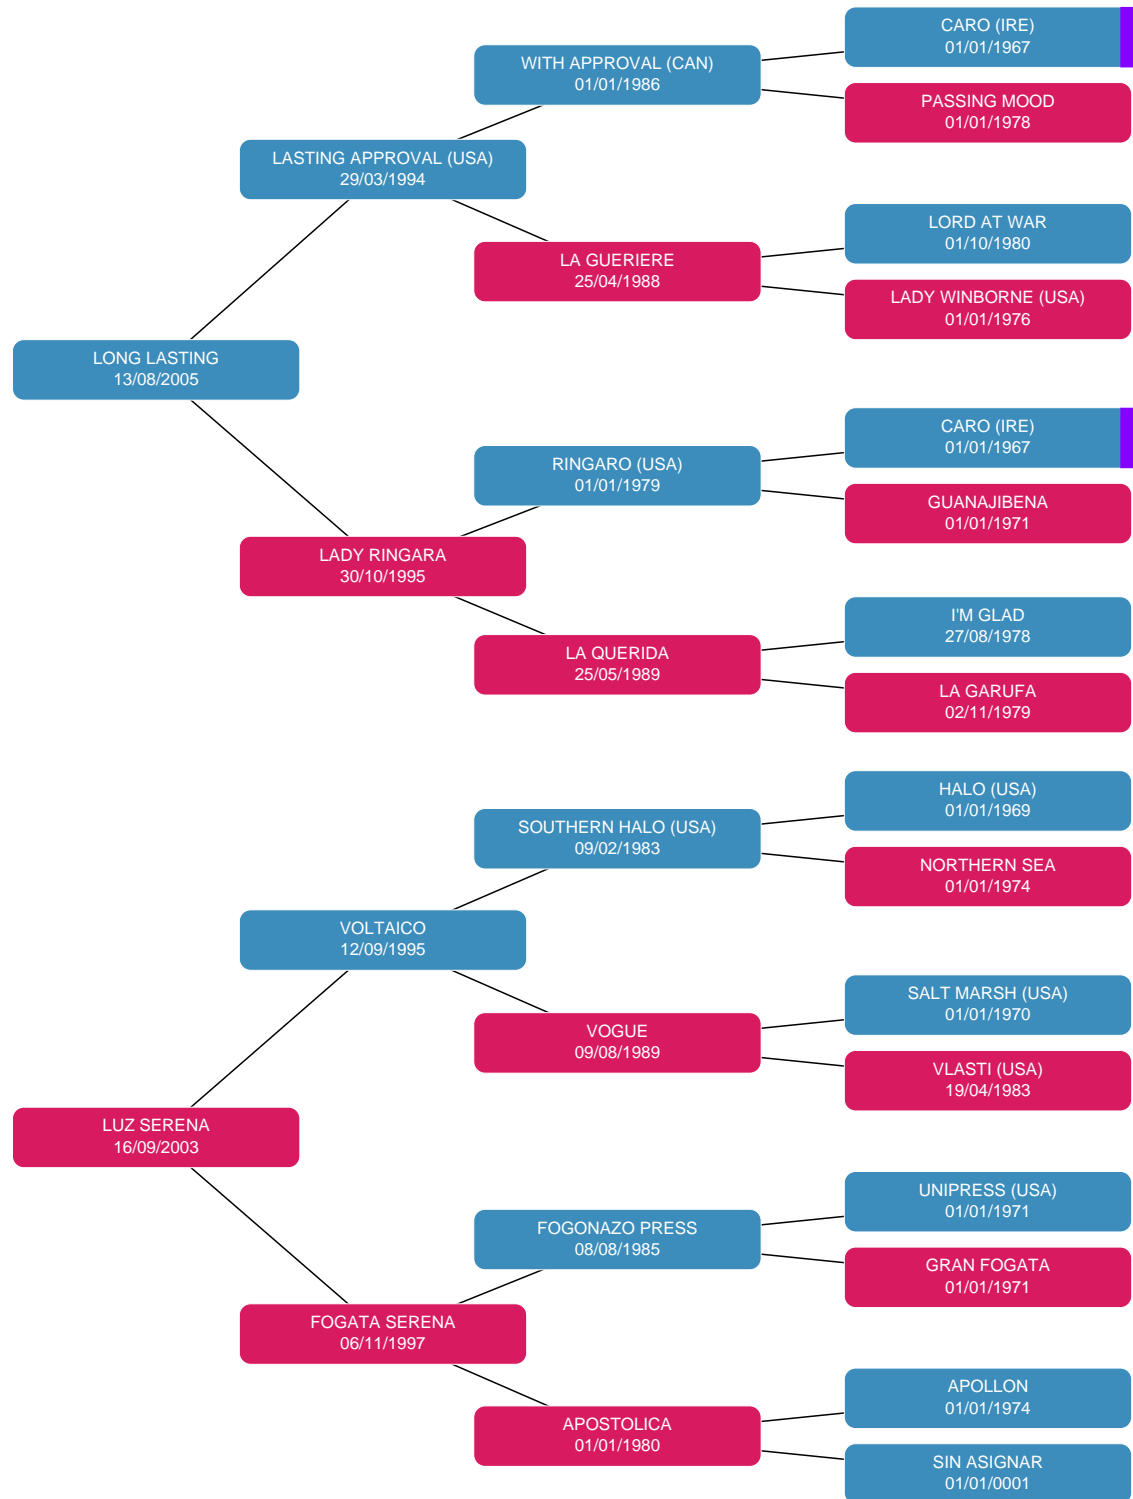 CARO (IRE)
01/01/1967
WITH APPROVAL (CAN)
01/01/1986
PASSING MOOD
01/01/1978
LASTING APPROVAL (USA)
29/03/1994
LORD AT WAR
01/10/1980
LA GUERIERE
25/04/1988
LADY WINBORNE (USA)
01/01/1976
LONG LASTING
13/08/2005
CARO (IRE)
01/01/1967
RINGARO (USA)
01/01/1979
GUANAJIBENA
01/01/1971
LADY RINGARA
30/10/1995
I'M GLAD
27/08/1978
LA QUERIDA
25/05/1989
LA GARUFA
02/11/1979
HALO (USA)
01/01/1969
SOUTHERN HALO (USA)
09/02/1983
NORTHERN SEA
01/01/1974
VOLTAICO
12/09/1995
SALT MARSH (USA)
01/01/1970
VOGUE
09/08/1989
VLASTI (USA)
19/04/1983
LUZ SERENA
16/09/2003
UNIPRESS (USA)
01/01/1971
FOGONAZO PRESS
08/08/1985
GRAN FOGATA
01/01/1971
FOGATA SERENA
06/11/1997
APOLLON
01/01/1974
APOSTOLICA
01/01/1980
SIN ASIGNAR
01/01/0001